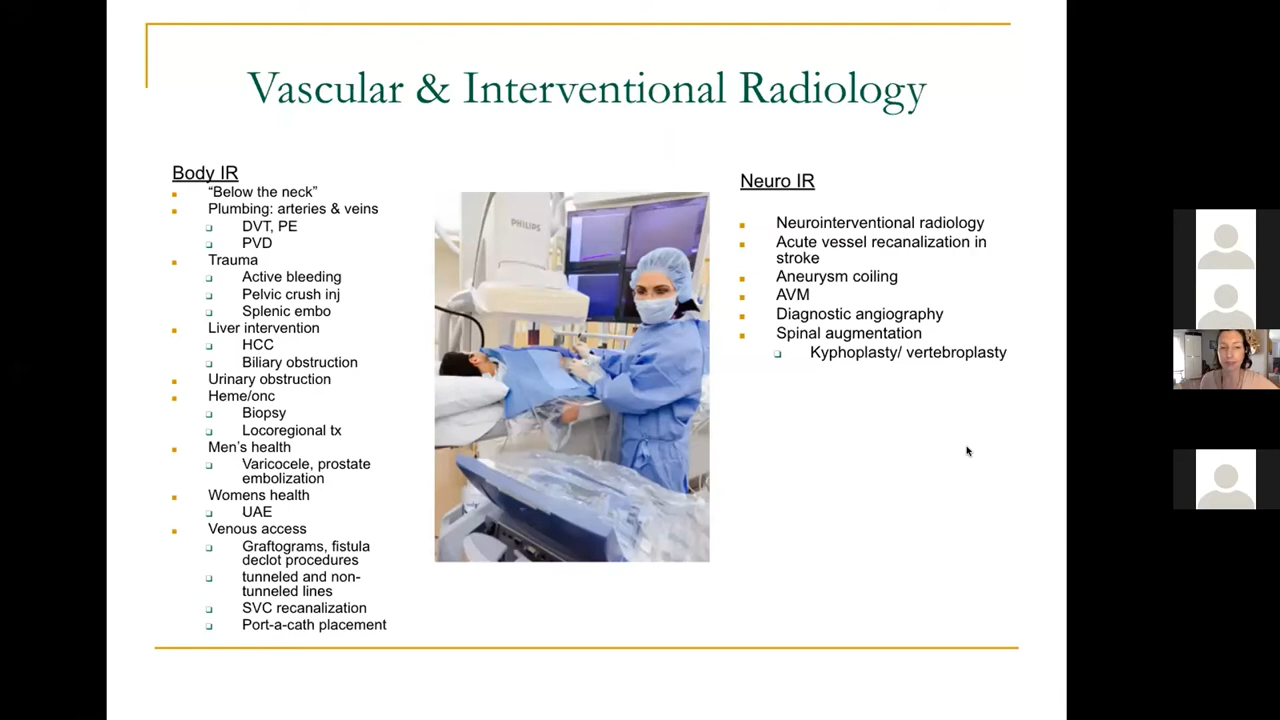 Vascular & Interventional Radiology
Body IR
"Below the neck"
Plumbing: arteries & veins
DVT, PE
PVD
Trauma
Active bleeding
Pelvic crush inj
Splenic embo
Liver intervention
HCC
Biliary obstruction
Urinary obstruction
Heme/onc
Biopsy
Locoregional tx
Men's health
Varicocele, prostate
embolization
Womens health
UAE
Venous access
Graftograms, fistula
declot procedures
tunneled and non-
tunneled lines
SVC recanalization
Port-a-cath placement
PHILIPS
Neuro IR
Neurointerventional radiology
Acute vessel recanalization in
stroke
Aneurysm coiling
AVM
Diagnostic angiography
Spinal augmentation
Kyphoplasty/ vertebroplasty